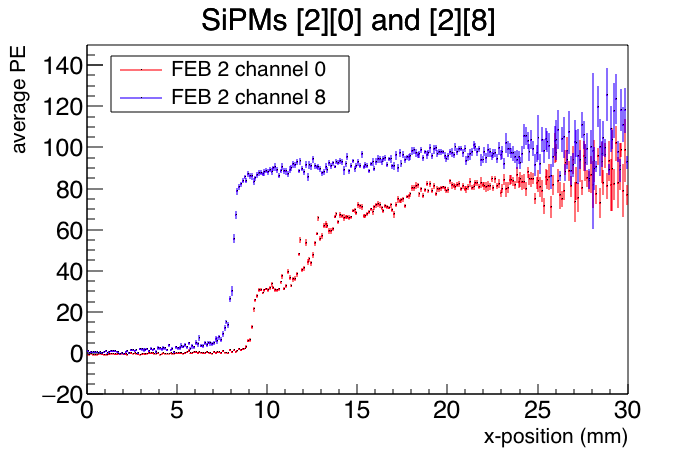 SiPMs [2][0] and [2][8]
average PE
FEB 2 channel 0
FEB 2 channel 8
140
120
100
80
60
40
20
0
−20
0 5 10 15 20 25 30
x-position (mm)